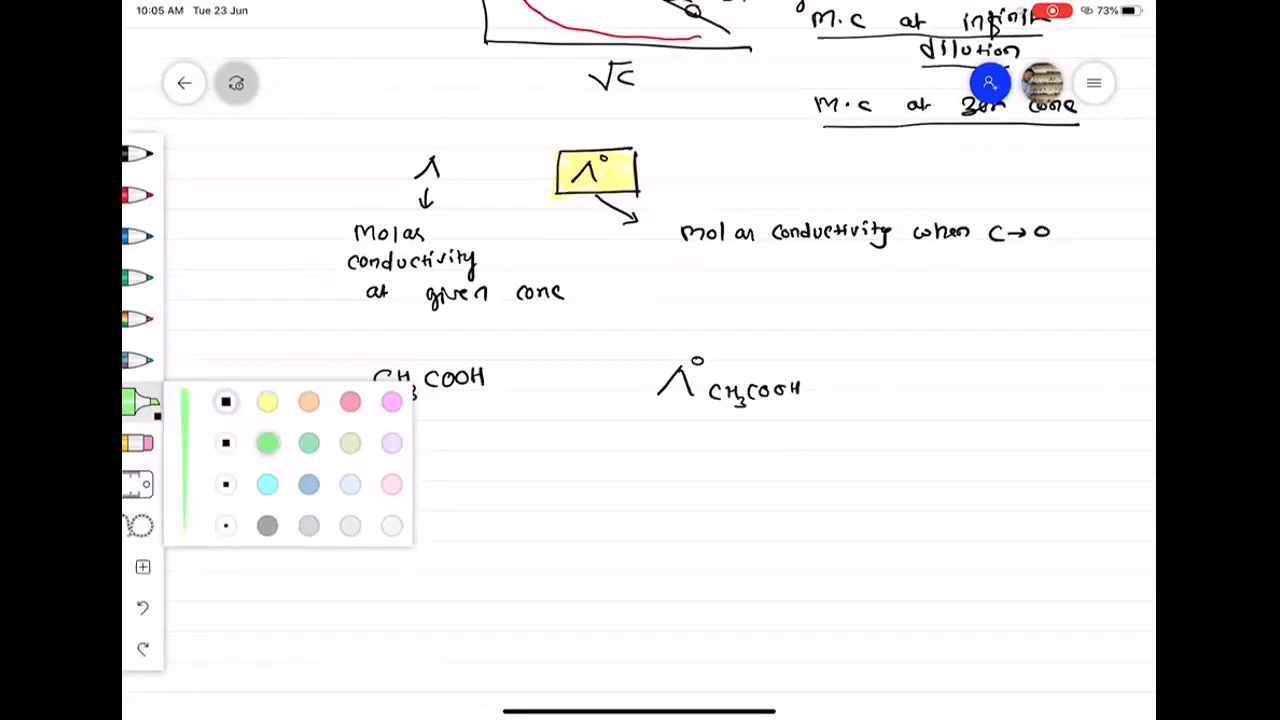 10:05 AM Tue 23 Jun
73%
M.C at infinite
dilution
M.C at zero conc
√C
Λ
Λ°
Molar
conductivity
at given conc
Molar conductivity when C→0
CH₃COOH
Λ° CH₃COOH